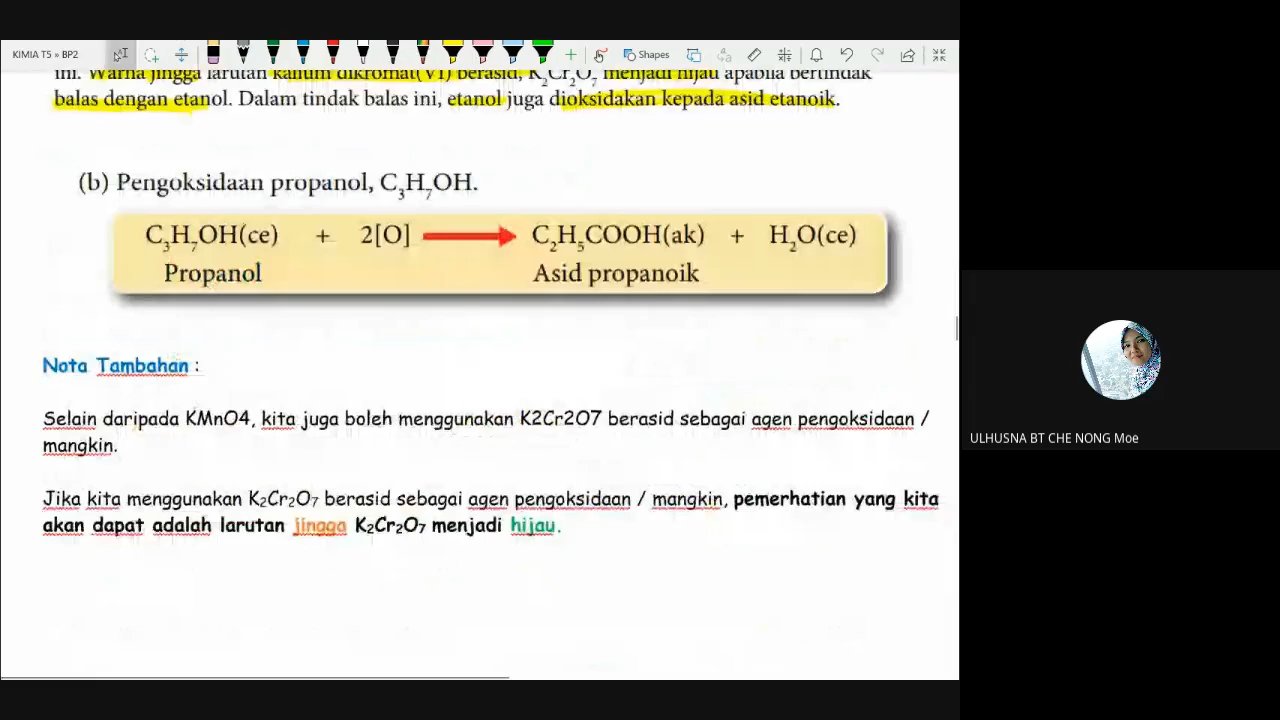 KIMIA T5 » BP2
Shapes
ini. Warna jingga larutan kalium dikromat(VI) berasid, K₂Cr₂O₇ menjadi hijau apabila bertindak
balas dengan etanol. Dalam tindak balas ini, etanol juga dioksidakan kepada asid etanoik.
(b) Pengoksidaan propanol, C₃H₇OH.
C₃H₇OH(ce) + 2[O] → C₂H₅COOH(ak) + H₂O(ce)
Propanol Asid propanoik
Nota Tambahan :
Selain daripada KMnO4, kita juga boleh menggunakan K2Cr2O7 berasid sebagai agen pengoksidaan /
mangkin.
Jika kita menggunakan K₂Cr₂O₇ berasid sebagai agen pengoksidaan / mangkin, pemerhatian yang kita
akan dapat adalah larutan jingga K₂Cr₂O₇ menjadi hijau.
ULHUSNA BT CHE NONG Moe